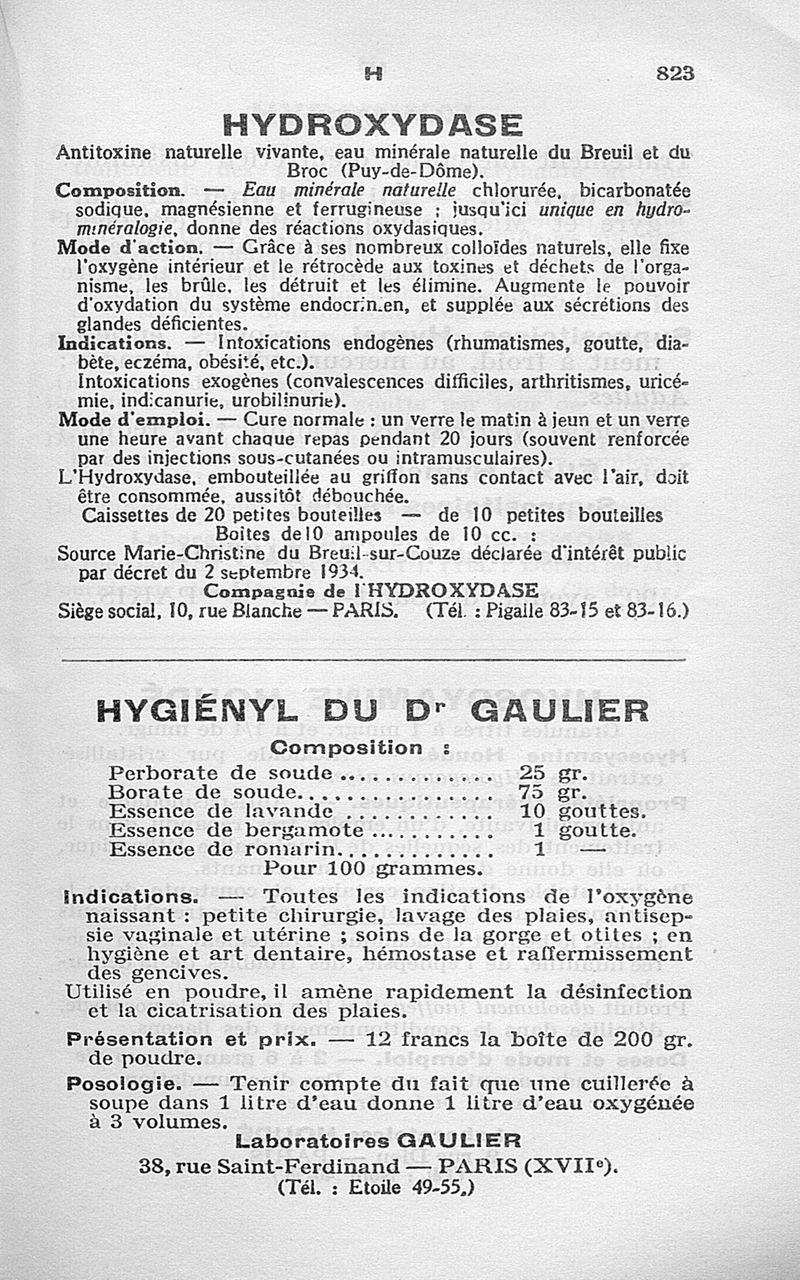 H 823
HYDROXYDASE
Antitoxine naturelle vivante, eau minérale naturelle du Breuil et du
Broc (Puy-de-Dôme).
Composition. — Eau minérale naturelle chlorurée, bicarbonatée
sodique, magnésienne et ferrugineuse ; jusqu'ici unique en hydro-
minéralogie, donne des réactions oxydasiques.
Mode d'action. — Grâce à ses nombreux colloïdes naturels, elle fixe
l'oxygène intérieur et le rétrocède aux toxines et déchets de l'orga-
nisme, les brûle, les détruit et les élimine. Augmente le pouvoir
d'oxydation du système endocrinien, et supplée aux sécrétions des
glandes déficientes.
Indications. — Intoxications endogènes (rhumatismes, goutte, dia-
bète, eczéma, obésité, etc.).
Intoxications exogènes (convalescences difficiles, arthritismes, uricé-
mie, indicanurie, urobilinurie).
Mode d'emploi. — Cure normale : un verre le matin à jeun et un verre
une heure avant chaque repas pendant 20 jours (souvent renforcée
par des injections sous-cutanées ou intramusculaires).
L'Hydroxydase, embouteillée au griffon sans contact avec l'air, doit
être consommée, aussitôt débouchée.
Caissettes de 20 petites bouteilles — de 10 petites bouteilles
Boites de 10 ampoules de 10 cc. :
Source Marie-Christine du Breuil-sur-Couze déclarée d'intérêt public
par décret du 2 septembre 1934.
Compagnie de l'HYDROXYDASE
Siège social, 10, rue Blanche — PARIS. (Tél. : Pigalle 83-15 et 83-16.)
HYGIÉNYL DU Dr GAULIER
Composition :
Perborate de soude .............. 25 gr.
Borate de soude................. 75 gr.
Essence de lavande ............. 10 gouttes.
Essence de bergamote ........... 1 goutte.
Essence de romarin.............. 1 —
Pour 100 grammes.
Indications. — Toutes les indications de l'oxygène
naissant : petite chirurgie, lavage des plaies, antisep-
sie vaginale et utérine ; soins de la gorge et otites ; en
hygiène et art dentaire, hémostase et raffermissement
des gencives.
Utilisé en poudre, il amène rapidement la désinfection
et la cicatrisation des plaies.
Présentation et prix. — 12 francs la boîte de 200 gr.
de poudre.
Posologie. — Tenir compte du fait que une cuillerée à
soupe dans 1 litre d'eau donne 1 litre d'eau oxygénée
à 3 volumes.
Laboratoires GAULIER
38, rue Saint-Ferdinand — PARIS (XVIIe).
(Tél. : Etoile 49-55.)